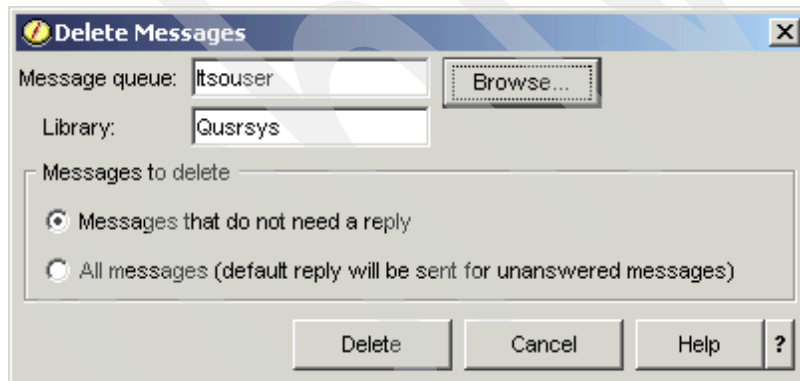 Delete Messages
Message queue: Itsouser Browse...
Library: Qusrsys
Messages to delete
Messages that do not need a reply
All messages (default reply will be sent for unanswered messages)
Delete Cancel Help ?